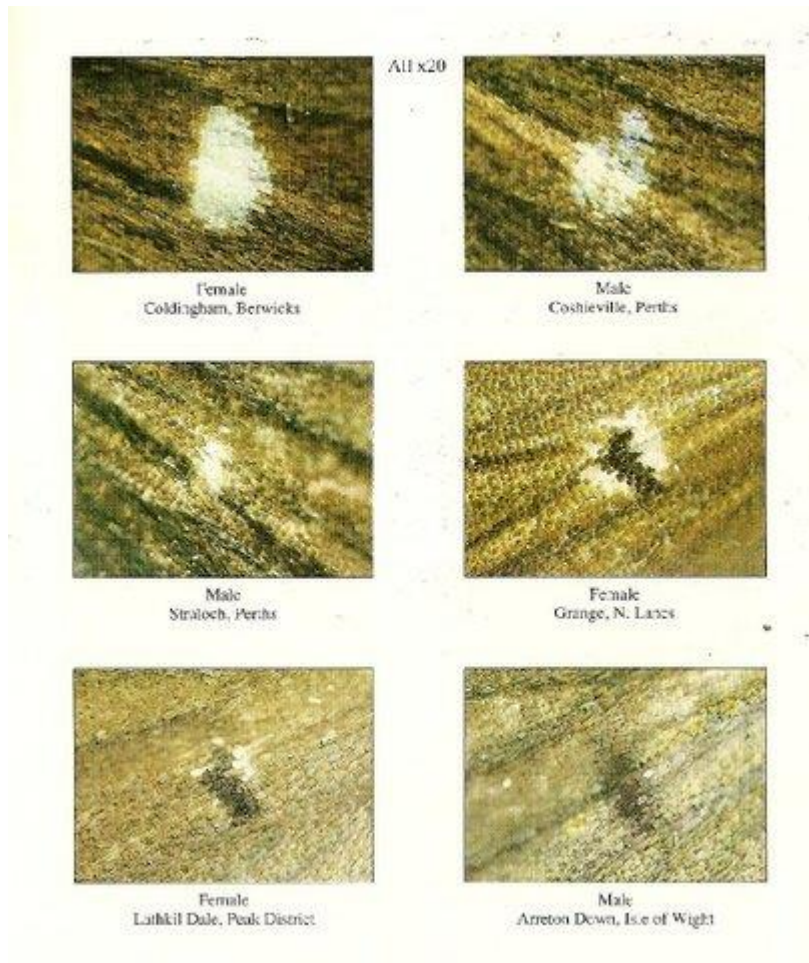 All x20
Female
Coldingham, Berwicks
Male
Coshieville, Perths
Male
Straloch, Perths
Female
Grange, N. Lancs
Female
Lathkil Dale, Peak District
Male
Arreton Down, Isle of Wight